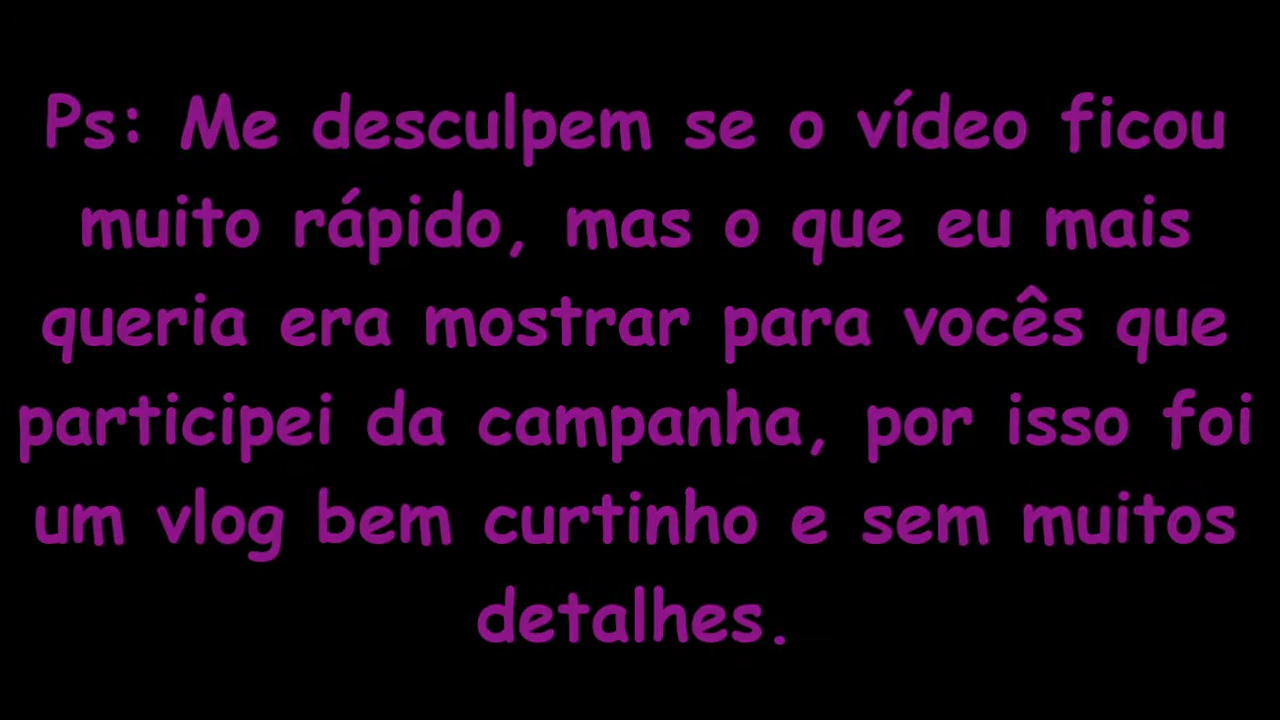 Ps: Me desculpem se o vídeo ficou
muito rápido, mas o que eu mais
queria era mostrar para vocês que
participei da campanha, por isso foi
um vlog bem curtinho e sem muitos
detalhes.